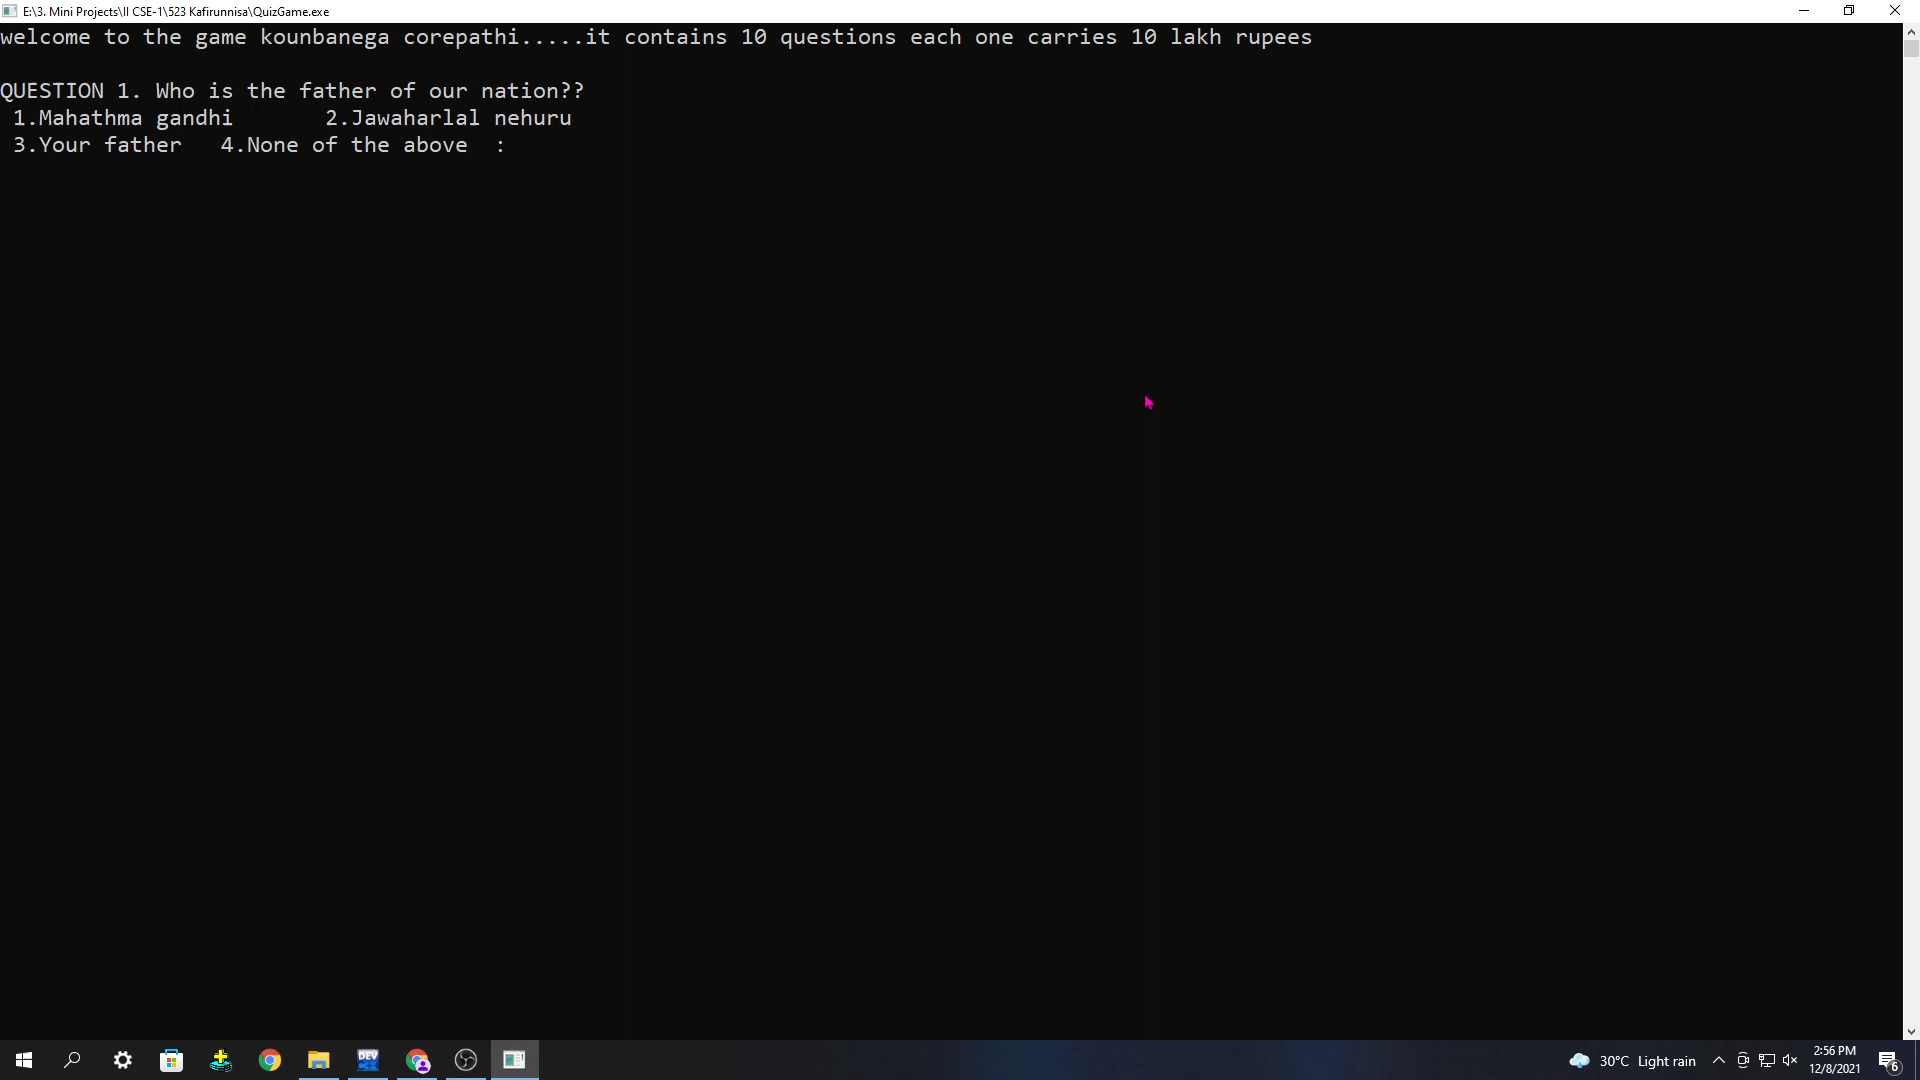 E:\3. Mini Projects\II CSE-1\523 Kafirunnisa\QuizGame.exe
welcome to the game kounbanega corepathi.....it contains 10 questions each one carries 10 lakh rupees
QUESTION 1. Who is the father of our nation??
1.Mahathma gandhi 2.Jawaharlal nehuru
3.Your father 4.None of the above :
DEV
30°C Light rain
2:56 PM
12/8/2021
6